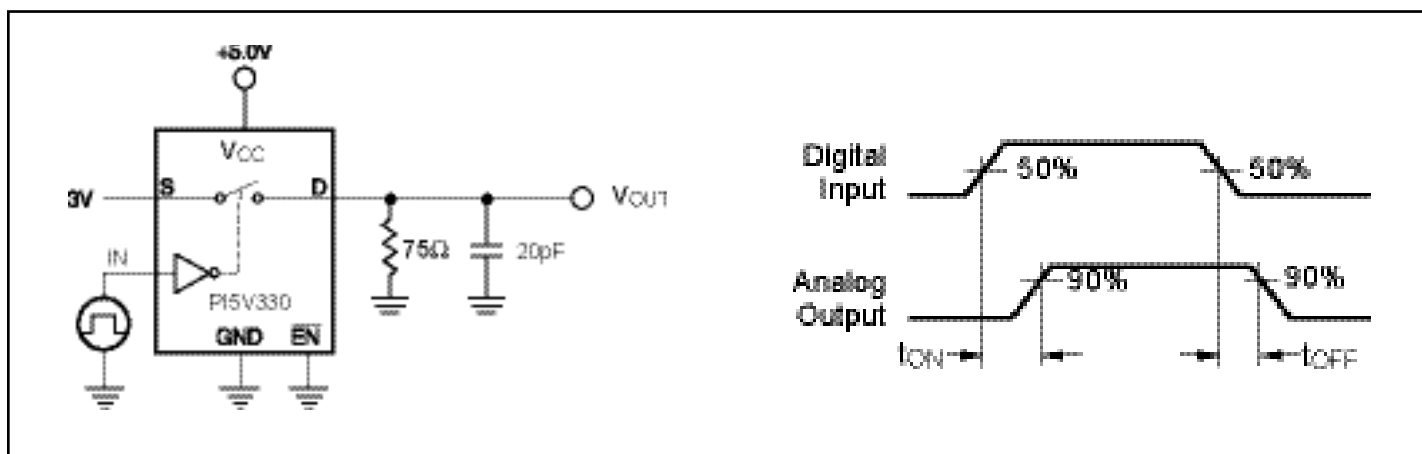 +5.0V
VCC
S
D
3V
VOUT
75Ω
20pF
IN
PI5V330
GND
EN
Digital
Input
50%
50%
Analog
Output
90%
90%
tON
tOFF